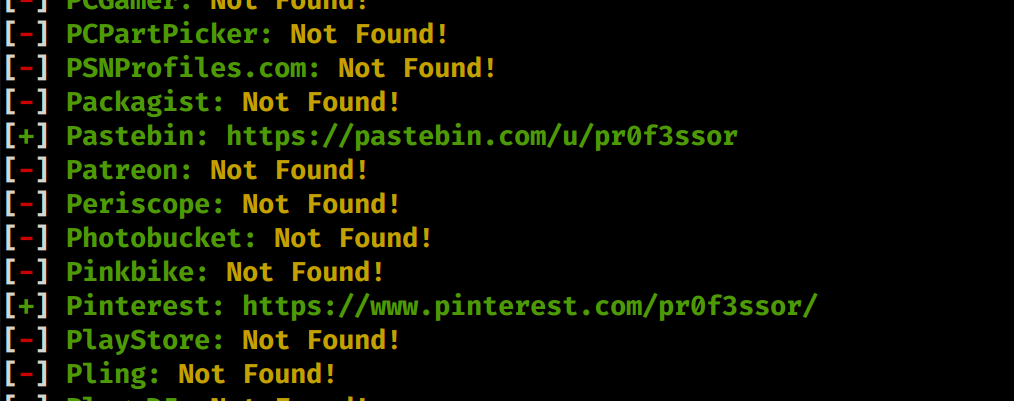 [-] PCGamer: Not Found!
[-] PCPartPicker: Not Found!
[-] PSNProfiles.com: Not Found!
[-] Packagist: Not Found!
[+] Pastebin: https://pastebin.com/u/pr0f3ssor
[-] Patreon: Not Found!
[-] Periscope: Not Found!
[-] Photobucket: Not Found!
[-] Pinkbike: Not Found!
[+] Pinterest: https://www.pinterest.com/pr0f3ssor/
[-] PlayStore: Not Found!
[-] Pling: Not Found!